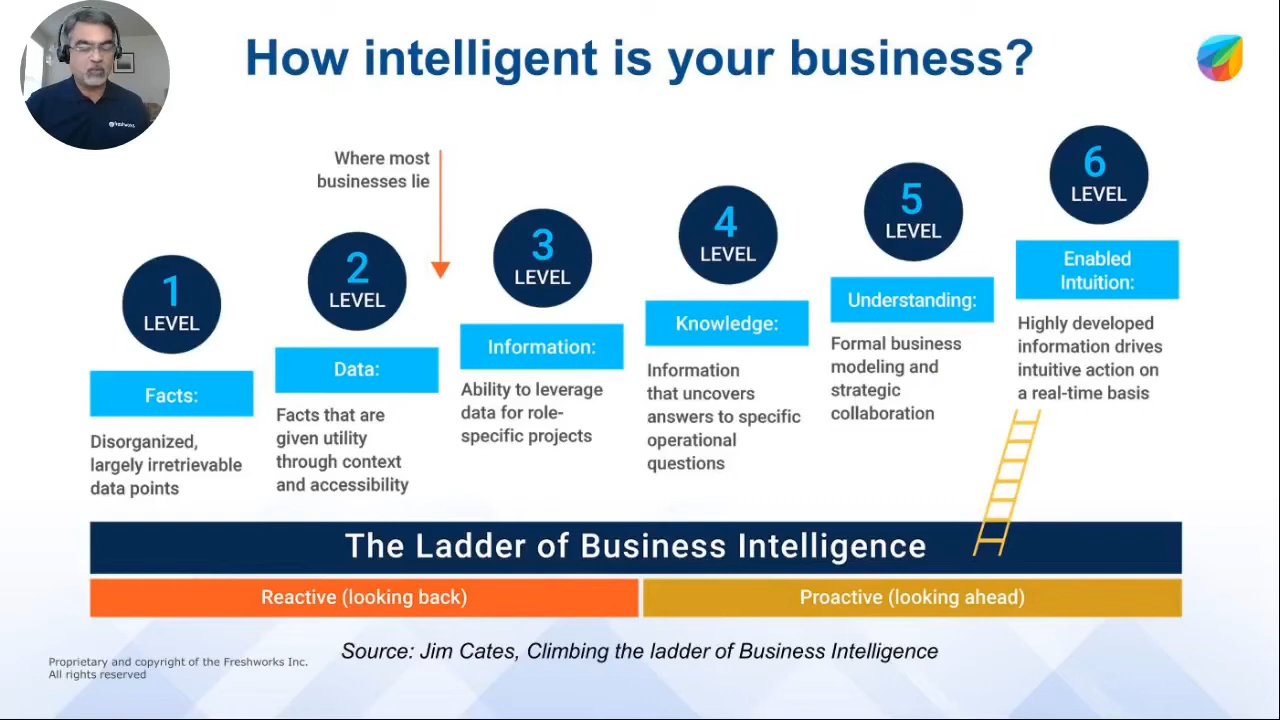 How intelligent is your business?
freshworks
Where most
businesses lie
1
LEVEL
Facts:
Disorganized,
largely irretrievable
data points
2
LEVEL
Data:
Facts that are
given utility
through context
and accessibility
3
LEVEL
Information:
Ability to leverage
data for role-
specific projects
4
LEVEL
Knowledge:
Information
that uncovers
answers to specific
operational
questions
5
LEVEL
Understanding:
Formal business
modeling and
strategic
collaboration
6
LEVEL
Enabled
Intuition:
Highly developed
information drives
intuitive action on
a real-time basis
The Ladder of Business Intelligence
Reactive (looking back)
Proactive (looking ahead)
Source: Jim Cates, Climbing the ladder of Business Intelligence
Proprietary and copyright of the Freshworks Inc.
All rights reserved